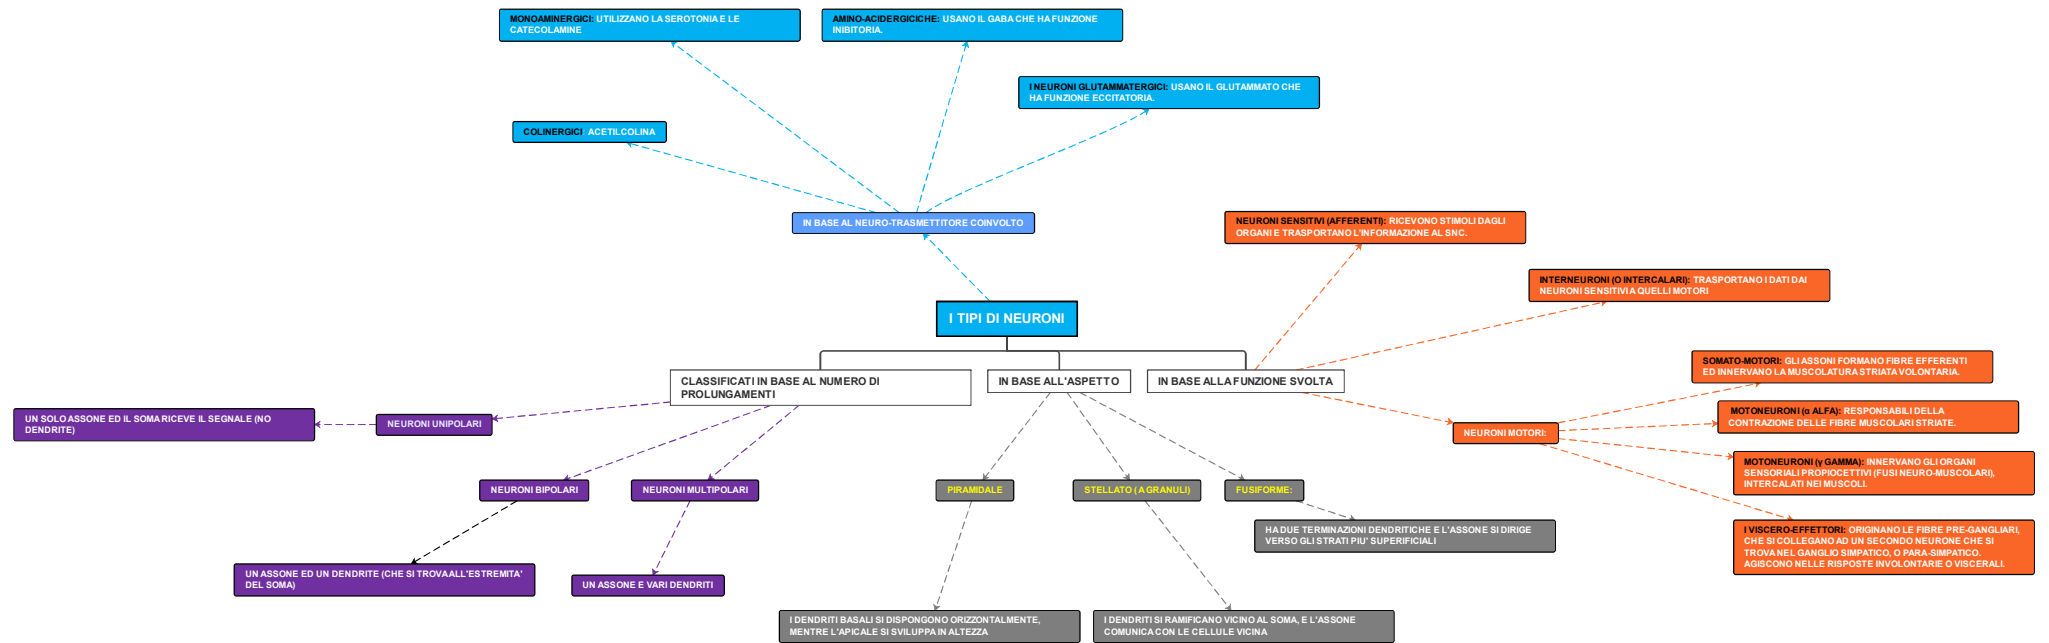 MONOAMINERGICI: UTILIZZANO LA SEROTONIA E LE
CATECOLAMINE
AMINO-ACIDERGICICHE: USANO IL GABA CHE HA FUNZIONE
INIBITORIA.
I NEURONI GLUTAMMATERGICI: USANO IL GLUTAMMATO CHE
HA FUNZIONE ECCITATORIA.
COLINERGICI: ACETILCOLINA
IN BASE AL NEURO-TRASMETTITORE COINVOLTO
NEURONI SENSITIVI (AFFERENTI): RICEVONO STIMOLI DAGLI
ORGANI E TRASPORTANO L'INFORMAZIONE AL SNC.
INTERNEURONI (O INTERCALARI): TRASPORTANO I DATI DAI
NEURONI SENSITIVI A QUELLI MOTORI
I TIPI DI NEURONI
CLASSIFICATI IN BASE AL NUMERO DI
PROLUNGAMENTI
IN BASE ALL'ASPETTO
IN BASE ALLA FUNZIONE SVOLTA
SOMATO-MOTORI: GLI ASSONI FORMANO FIBRE EFFERENTI
ED INNERVANO LA MUSCOLATURA STRIATA VOLONTARIA.
UN SOLO ASSONE ED IL SOMA RICEVE IL SEGNALE (NO
DENDRITE)
NEURONI UNIPOLARI
MOTONEURONI (α ALFA): RESPONSABILI DELLA
CONTRAZIONE DELLE FIBRE MUSCOLARI STRIATE.
NEURONI MOTORI:
MOTONEURONI (γ GAMMA): INNERVANO GLI ORGANI
SENSORIALI PROPIOCETTIVI (FUSI NEURO-MUSCOLARI),
INTERCALATI NEI MUSCOLI.
NEURONI BIPOLARI
NEURONI MULTIPOLARI
PIRAMIDALE
STELLATO (A GRANULI)
FUSIFORME:
HA DUE TERMINAZIONI DENDRITICHE E L'ASSONE SI DIRIGE
VERSO GLI STRATI PIU' SUPERIFICIALI
I VISCERO-EFFETTORI: ORIGINANO LE FIBRE PRE-GANGLIARI,
CHE SI COLLEGANO AD UN SECONDO NEURONE CHE SI
TROVA NEL GANGLIO SIMPATICO, O PARA-SIMPATICO.
AGISCONO NELLE RISPOSTE INVOLONTARIE O VISCERALI.
UN ASSONE ED UN DENDRITE (CHE SI TROVA ALL'ESTREMITA'
DEL SOMA)
UN ASSONE E VARI DENDRITI
I DENDRITI BASALI SI DISPONGONO ORIZZONTALMENTE,
MENTRE L'APICALE SI SVILUPPA IN ALTEZZA
I DENDRITI SI RAMIFICANO VICINO AL SOMA, E L'ASSONE
COMUNICA CON LE CELLULE VICINA